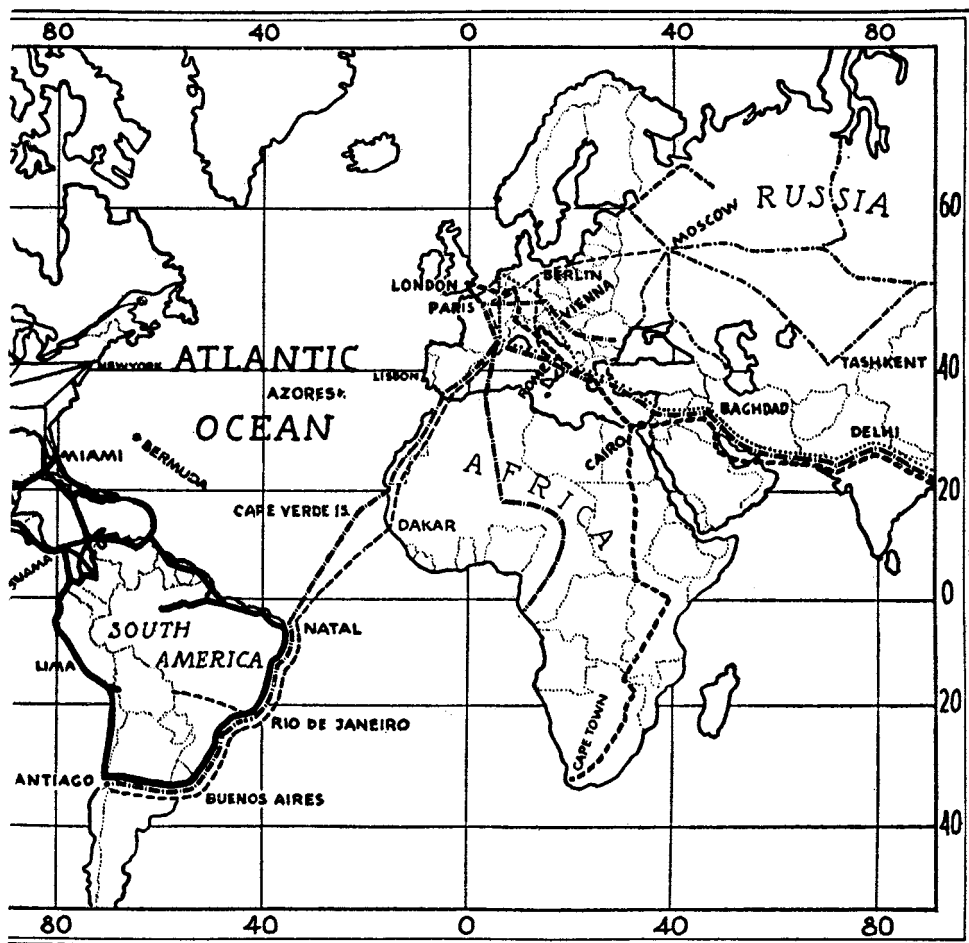 80 40 0 40 80
RUSSIA
60
MOSCOW
LONDON
BERLIN
PARIS
VIENNA
NEWYORK
ATLANTIC
TASHKENT
40
LISBON
ROME
AZORES
BAGHDAD
OCEAN
DELHI
MIAMI
BERMUDA
CAIRO
AFRICA
20
CAPE VERDE IS.
DAKAR
0
SOUTH
AMERICA
NATAL
LIMA
20
RIO DE JANEIRO
CAPE TOWN
ANTIAGO
BUENOS AIRES
40
80 40 0 40 80